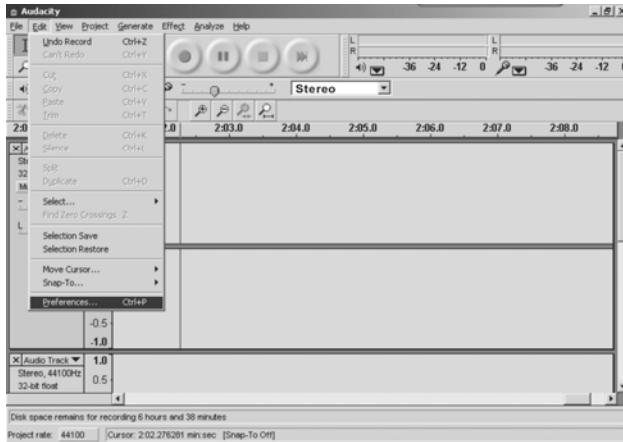 Audacity
File Edit View Project Generate Effect Analyze Help
Undo Record Ctrl+Z
Can't Redo Ctrl+Y
Cut Ctrl+X
Copy Ctrl+C
Paste Ctrl+V
Trim Ctrl+T
Delete Ctrl+K
Silence Ctrl+L
Split
Duplicate Ctrl+D
Select...
Find Zero Crossings Z
Selection Save
Selection Restore
Move Cursor...
Snap-To...
Preferences... Ctrl+P
L
R
-36 -24 -12 0
L
R
-36 -24 -12
Stereo
2:0
2:03.0 2:04.0 2:05.0 2:06.0 2:07.0 2:08.0
-0.5
-1.0
Audio Track 1.0
Stereo, 44100Hz
32-bit float
0.5
Disk space remains for recording 6 hours and 38 minutes
Project rate: 44100 Cursor: 2:02.276281 min:sec [Snap-To Off]